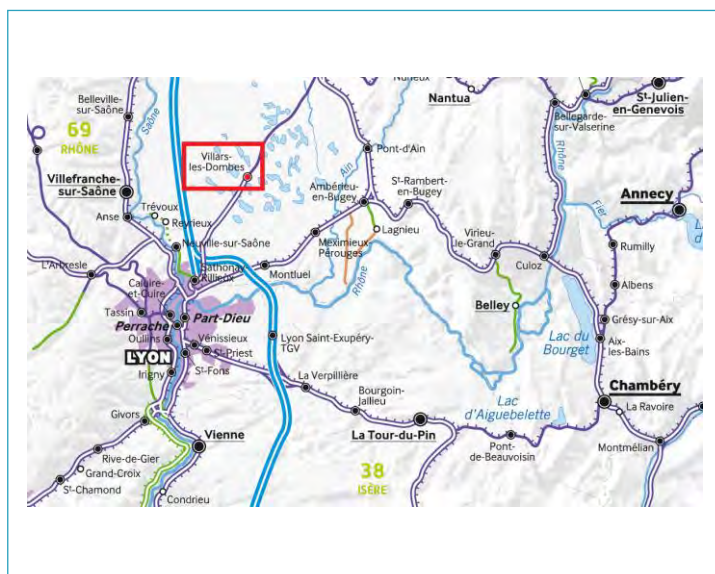 Nurieux
Belleville-
sur-Saône
69
RHÔNE
Saône
Nantua
St-Julien-
en-Genevois
Bellegarde-
sur-Valserine
Rhône
Villars-
les-Dombes
Ain
Pont-d'Ain
Villefranche-
sur-Saône
Trévoux
Reyrieux
Anse
Ambérieu-
en-Bugey
St-Rambert-
en-Bugey
Annecy
Fier
Neuville-sur-Saône
Meximieux-
Pérouges
Lagnieu
Virieu-
le-Grand
Rumilly
L'Arbresle
Sathonay-
Rillieux
Montluel
Rhône
Culoz
Albens
Caluire-
et-Cuire
Tassin
Part-Dieu
Perrache
Belley
Grésy-sur-Aix
Lac du
Bourget
Aix-
les-Bains
Oullins
Vénissieux
St-Priest
Lyon Saint-Exupéry-
TGV
LYON
St-Fons
Irigny
La Verpillière
Bourgoin-
Jallieu
Lac
d'Aiguebelette
Chambéry
La Ravoire
Givors
Vienne
La Tour-du-Pin
Pont-
de-Beauvoisin
Montmélian
Rive-de-Gier
Grand-Croix
St-Chamond
38
ISÈRE
Condrieu